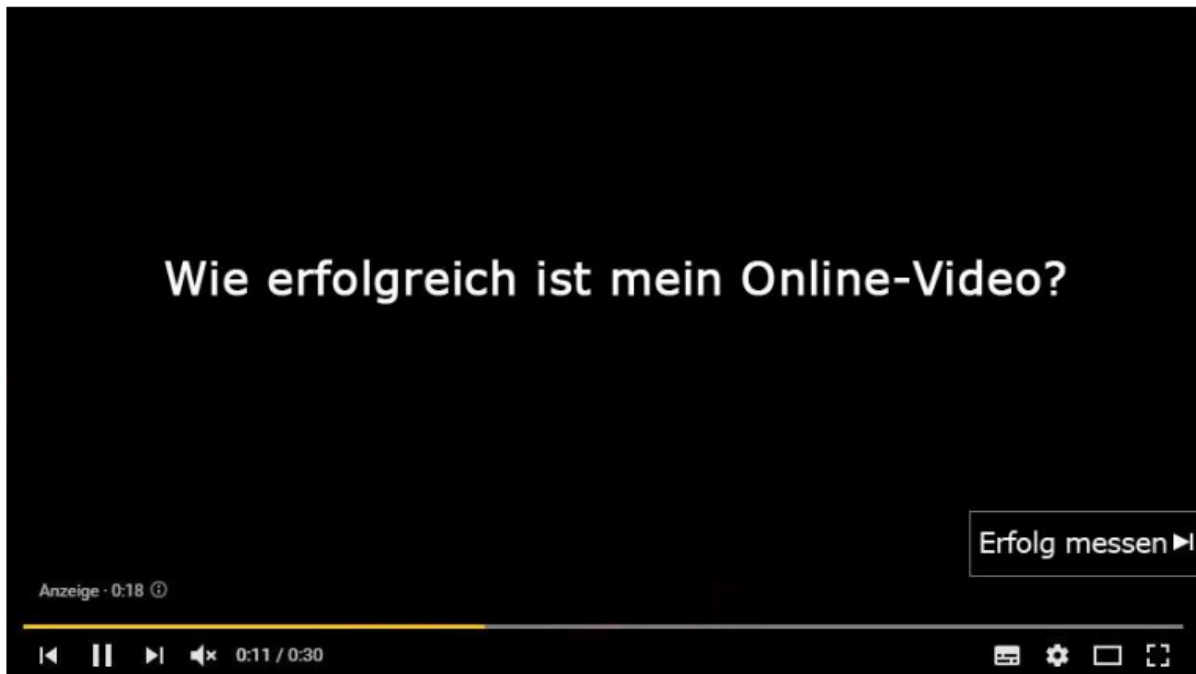 Wie erfolgreich ist mein Online-Video?
Erfolg messen
Anzeige · 0:18
0:11 / 0:30